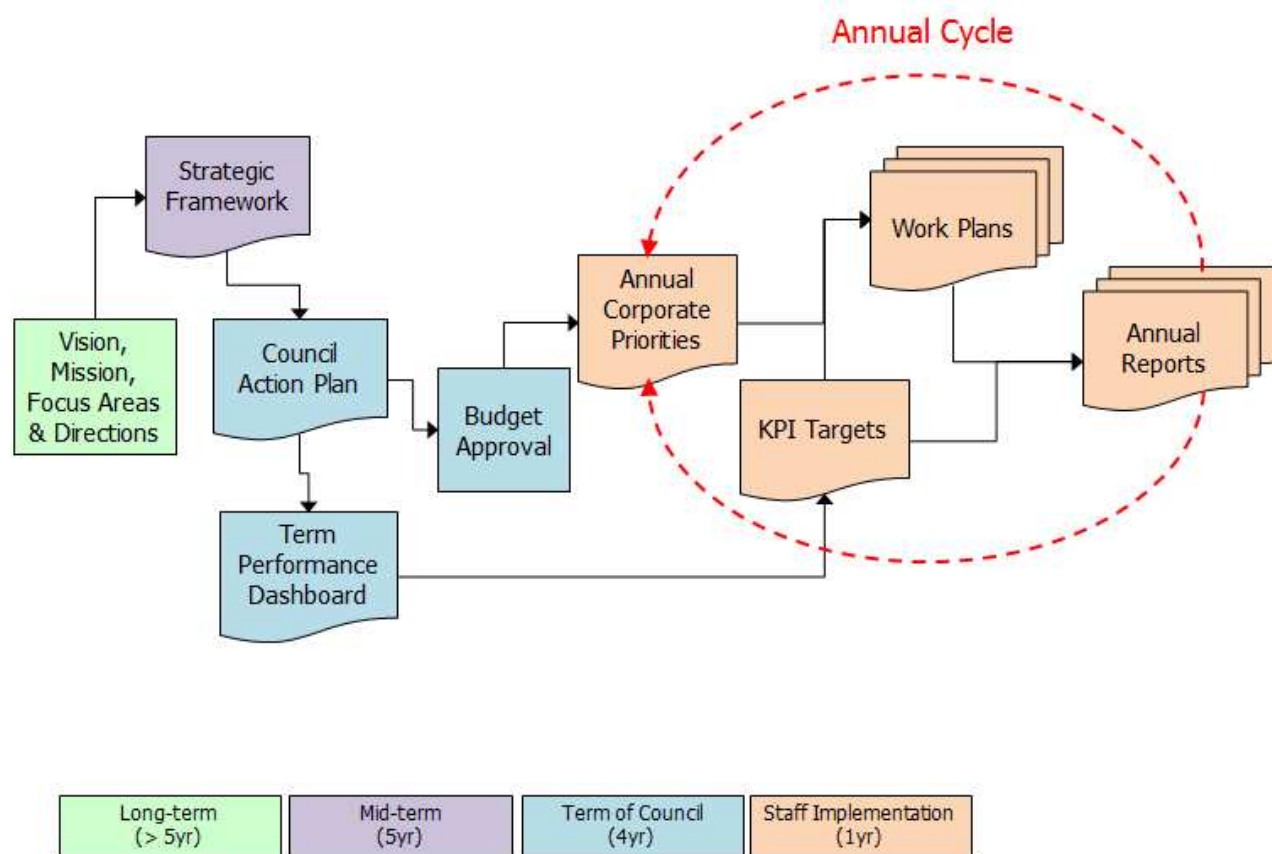 Annual Cycle
Strategic
Framework
Vision,
Mission,
Focus Areas
& Directions
Council
Action Plan
Budget
Approval
Term
Performance
Dashboard
Annual
Corporate
Priorities
KPI Targets
Work Plans
Annual
Reports
Long-term
(> 5yr)
Mid-term
(5yr)
Term of Council
(4yr)
Staff Implementation
(1yr)